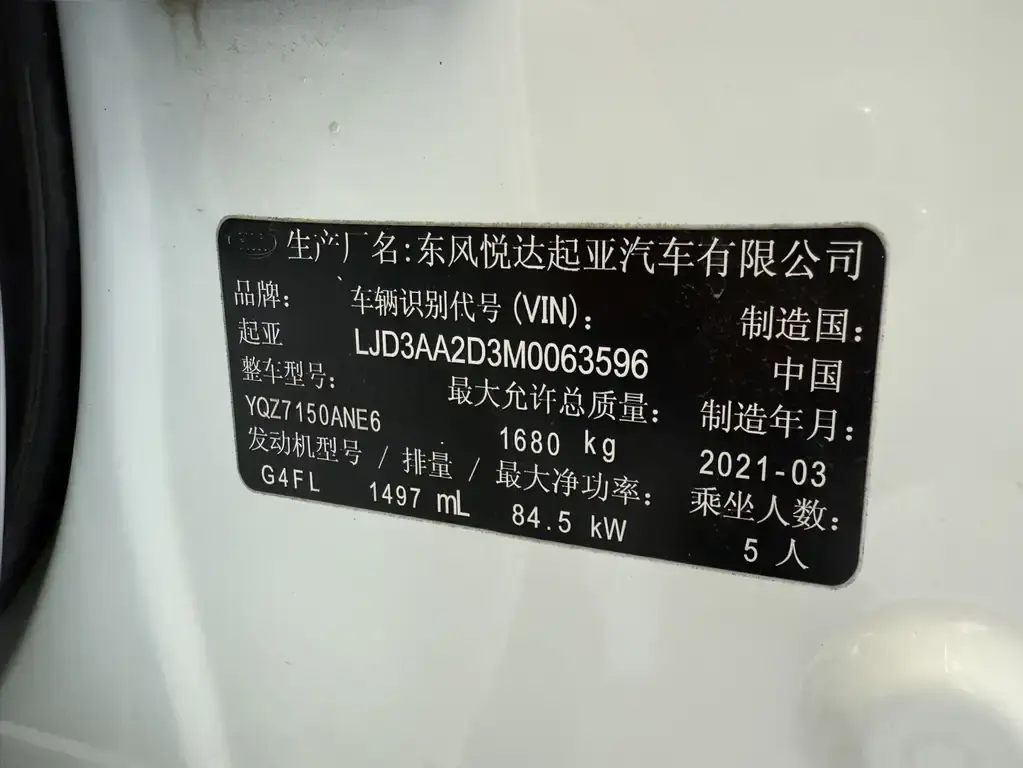 生产厂名:东风悦达起亚汽车有限公司
品牌: 车辆识别代号(VIN): 制造国:
起亚 LJD3AA2D3M0063596 中国
整车型号: 最大允许总质量: 制造年月:
YQZ7150ANE6 1680 kg 2021-03
发动机型号 / 排量 / 最大净功率: 乘坐人数:
G4FL 1497 mL 84.5 kW 5 人